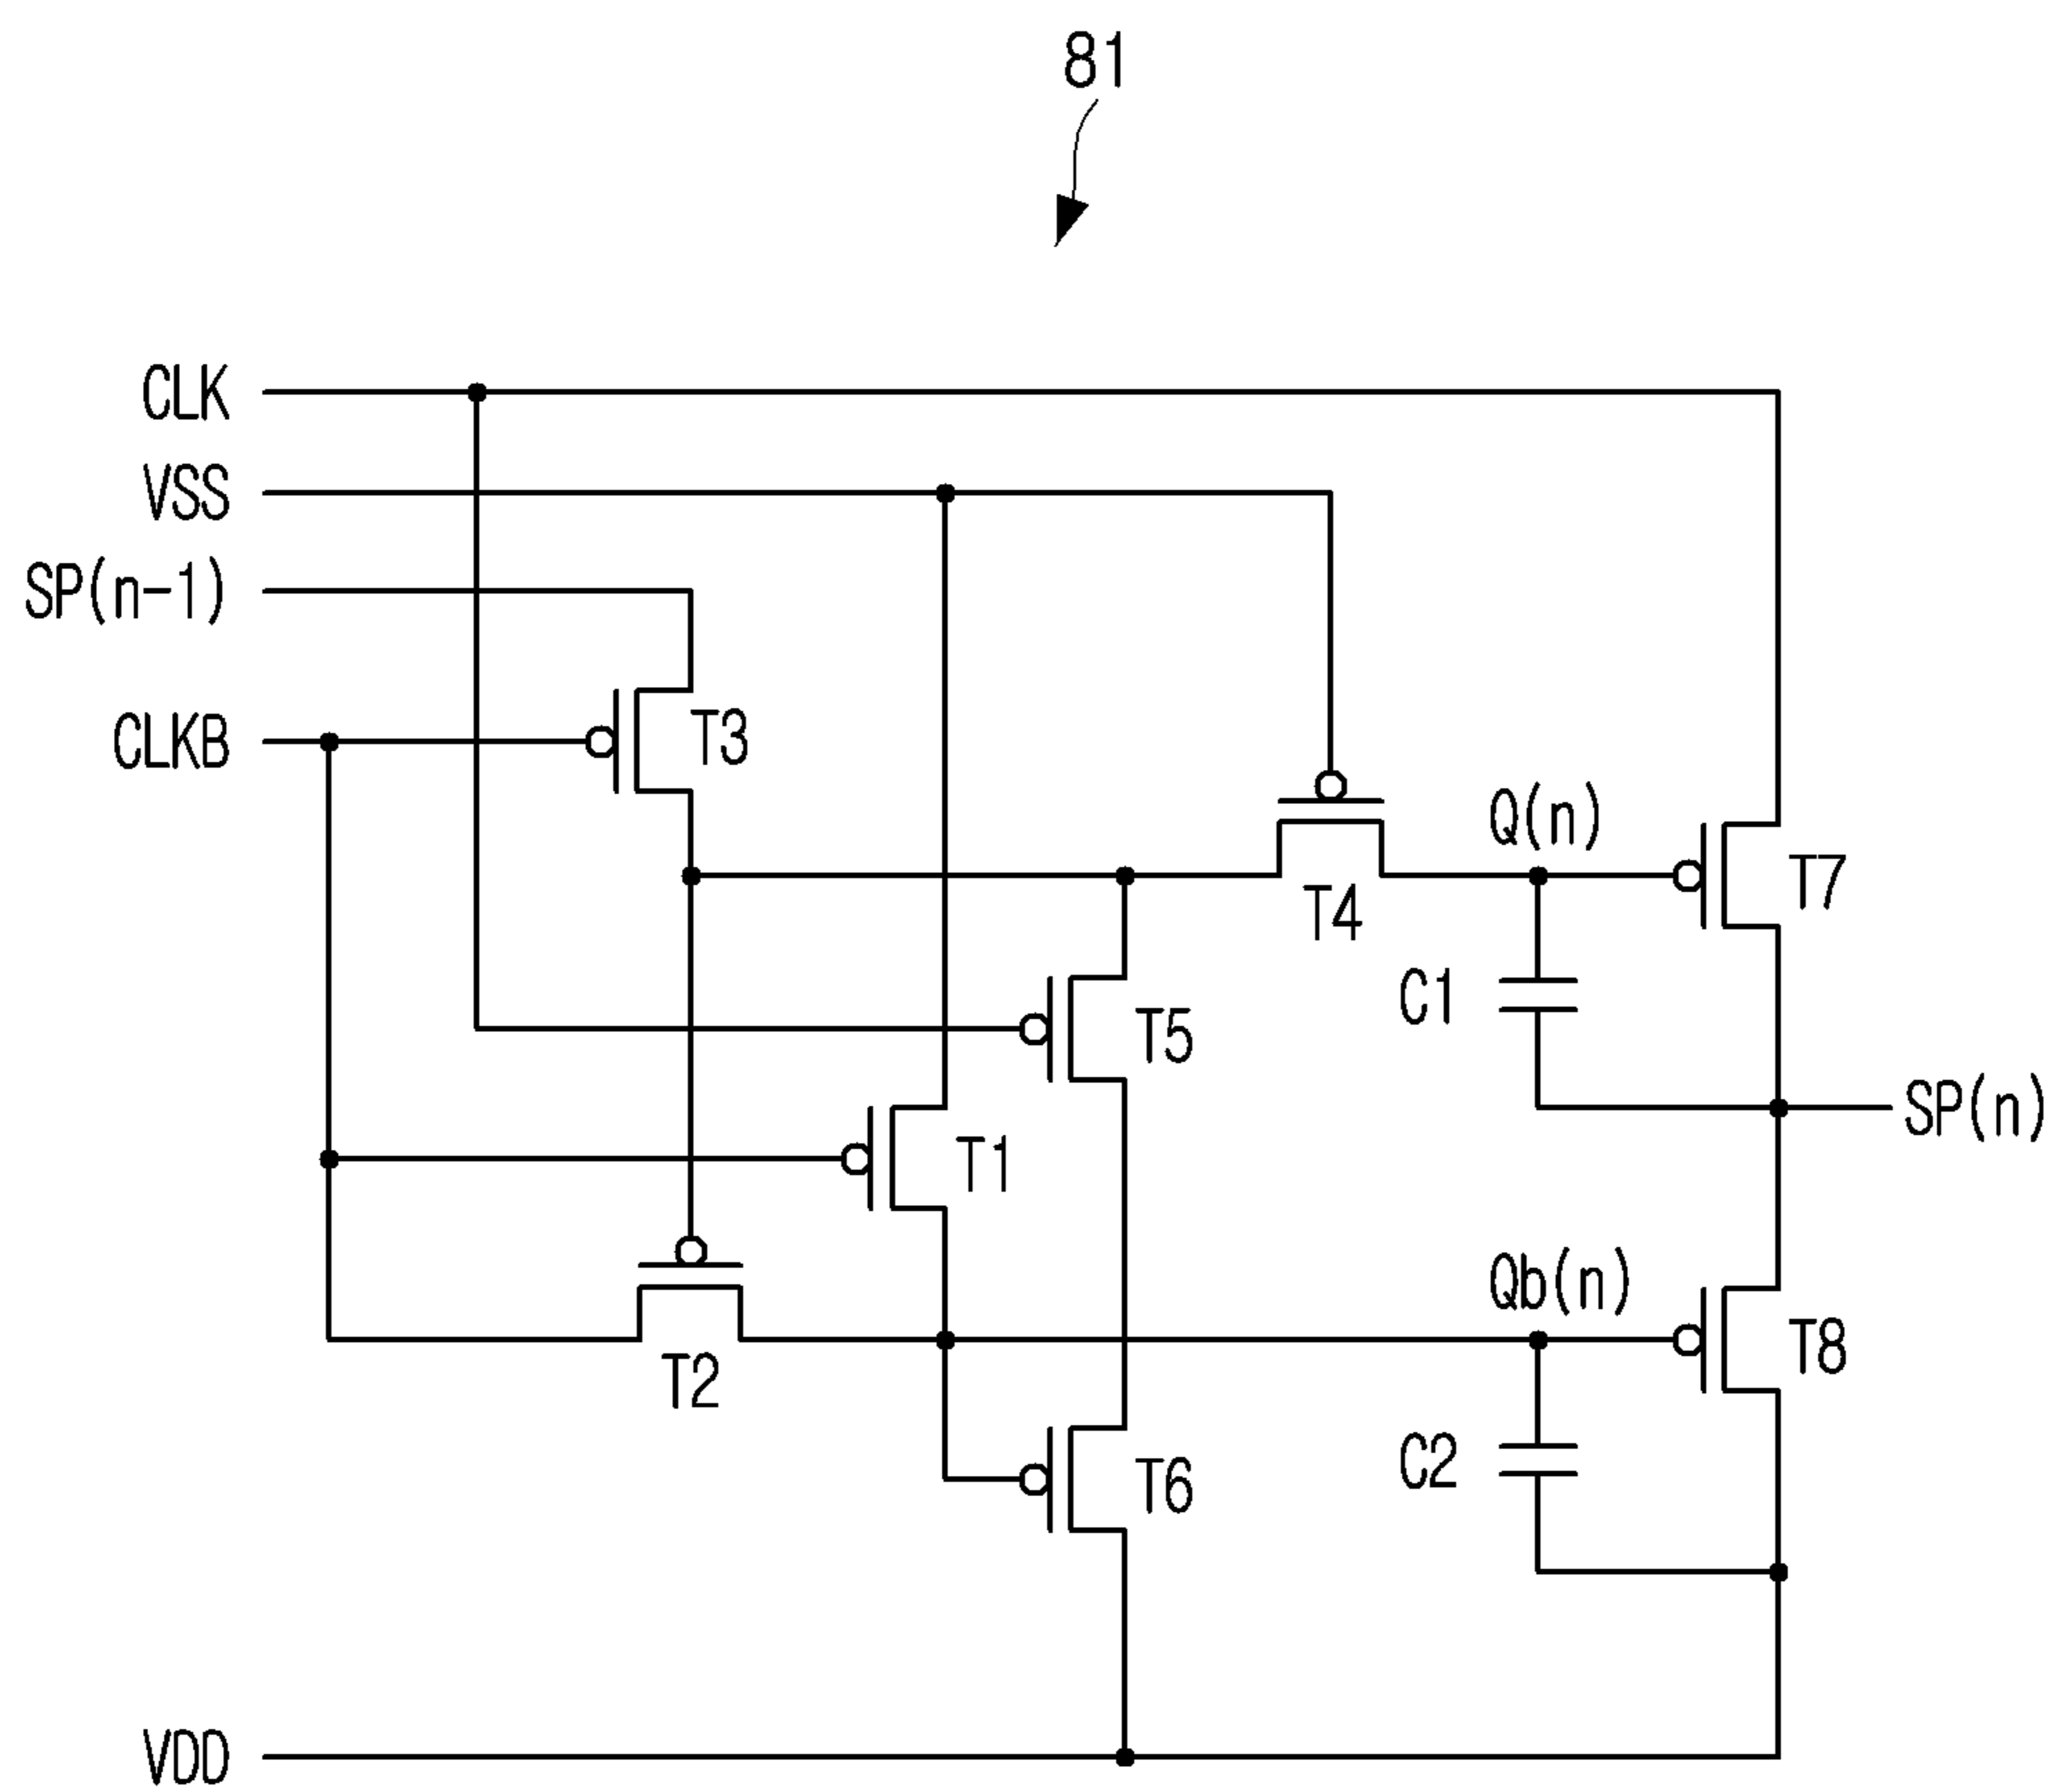 81
CLK
VSS
SP(n-1)
CLKB
T3
Q(n)
T7
T4
C1
T5
SP(n)
T1
Qb(n)
T8
T2
C2
T6
VDD